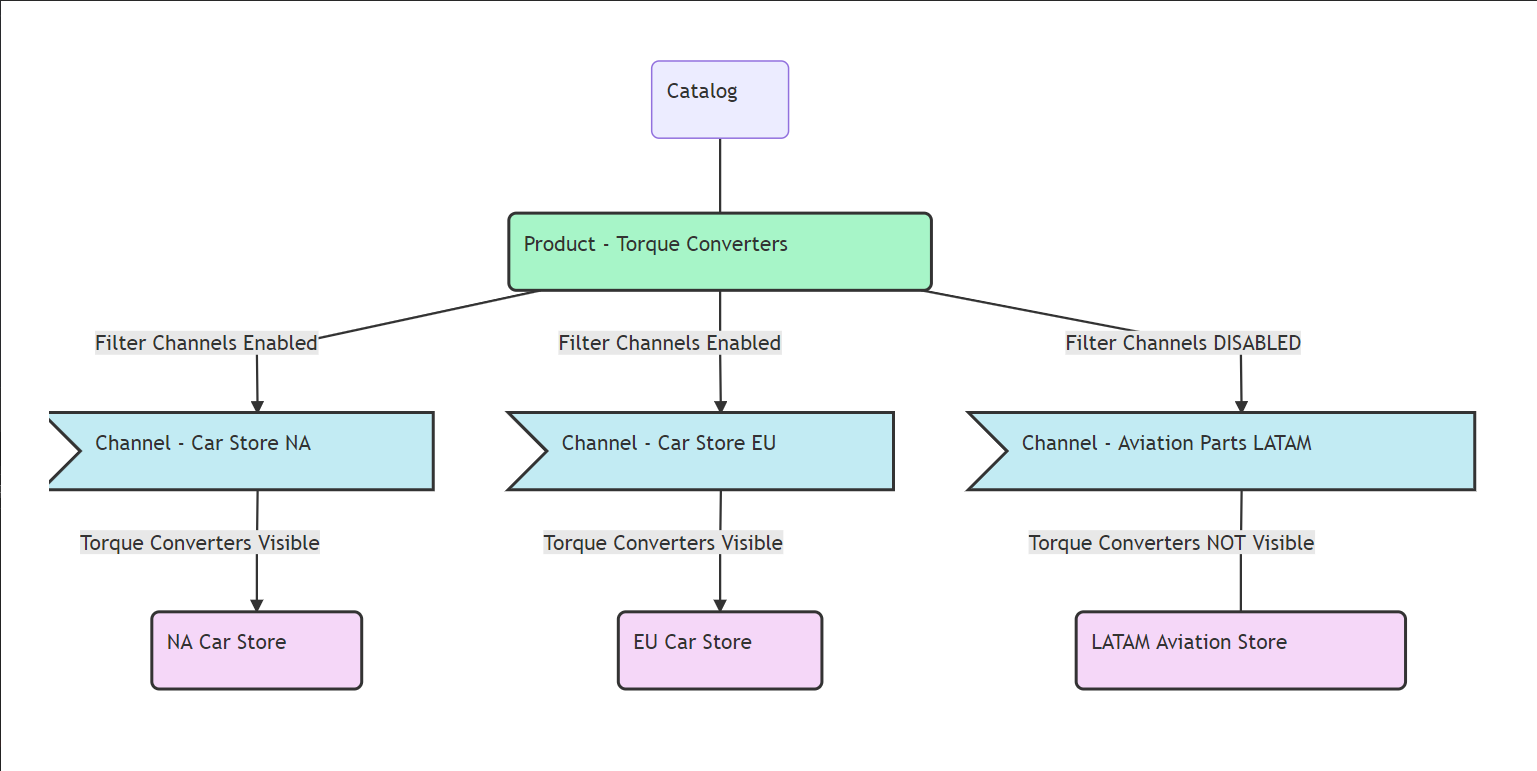 Catalog
Product - Torque Converters
Filter Channels Enabled
Filter Channels Enabled
Filter Channels DISABLED
Channel - Car Store NA
Channel - Car Store EU
Channel - Aviation Parts LATAM
Torque Converters Visible
Torque Converters Visible
Torque Converters NOT Visible
NA Car Store
EU Car Store
LATAM Aviation Store